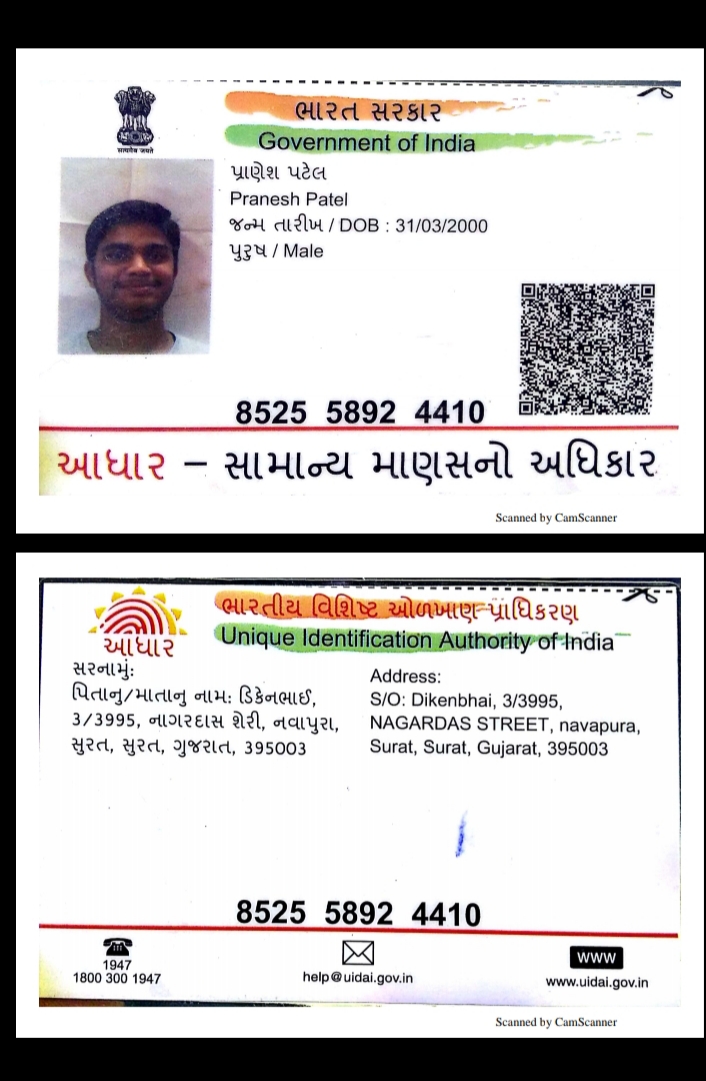 ભારત સરકાર
Government of India
सत्यमेव जयते
પ્રાણેશ પટેલ
Pranesh Patel
જન્મ તારીખ / DOB : 31/03/2000
પુરુષ / Male
8525 5892 4410
આધાર – સામાન્ય માણસનો અધિકાર
Scanned by CamScanner
ભારતીય વિશિષ્ટ ઓળખાણ પ્રાધિકરણ
Unique Identification Authority of India
આધાર
સરનામું:
પિતાનુ/માતાનુ નામ: ડિકેનભાઈ,
3/3995, નાગરદાસ શેરી, નવાપુરા,
સુરત, સુરત, ગુજરાત, 395003
Address:
S/O: Dikenbhai, 3/3995,
NAGARDAS STREET, navapura,
Surat, Surat, Gujarat, 395003
8525 5892 4410
1947
1800 300 1947
help@uidai.gov.in
WWW
www.uidai.gov.in
Scanned by CamScanner